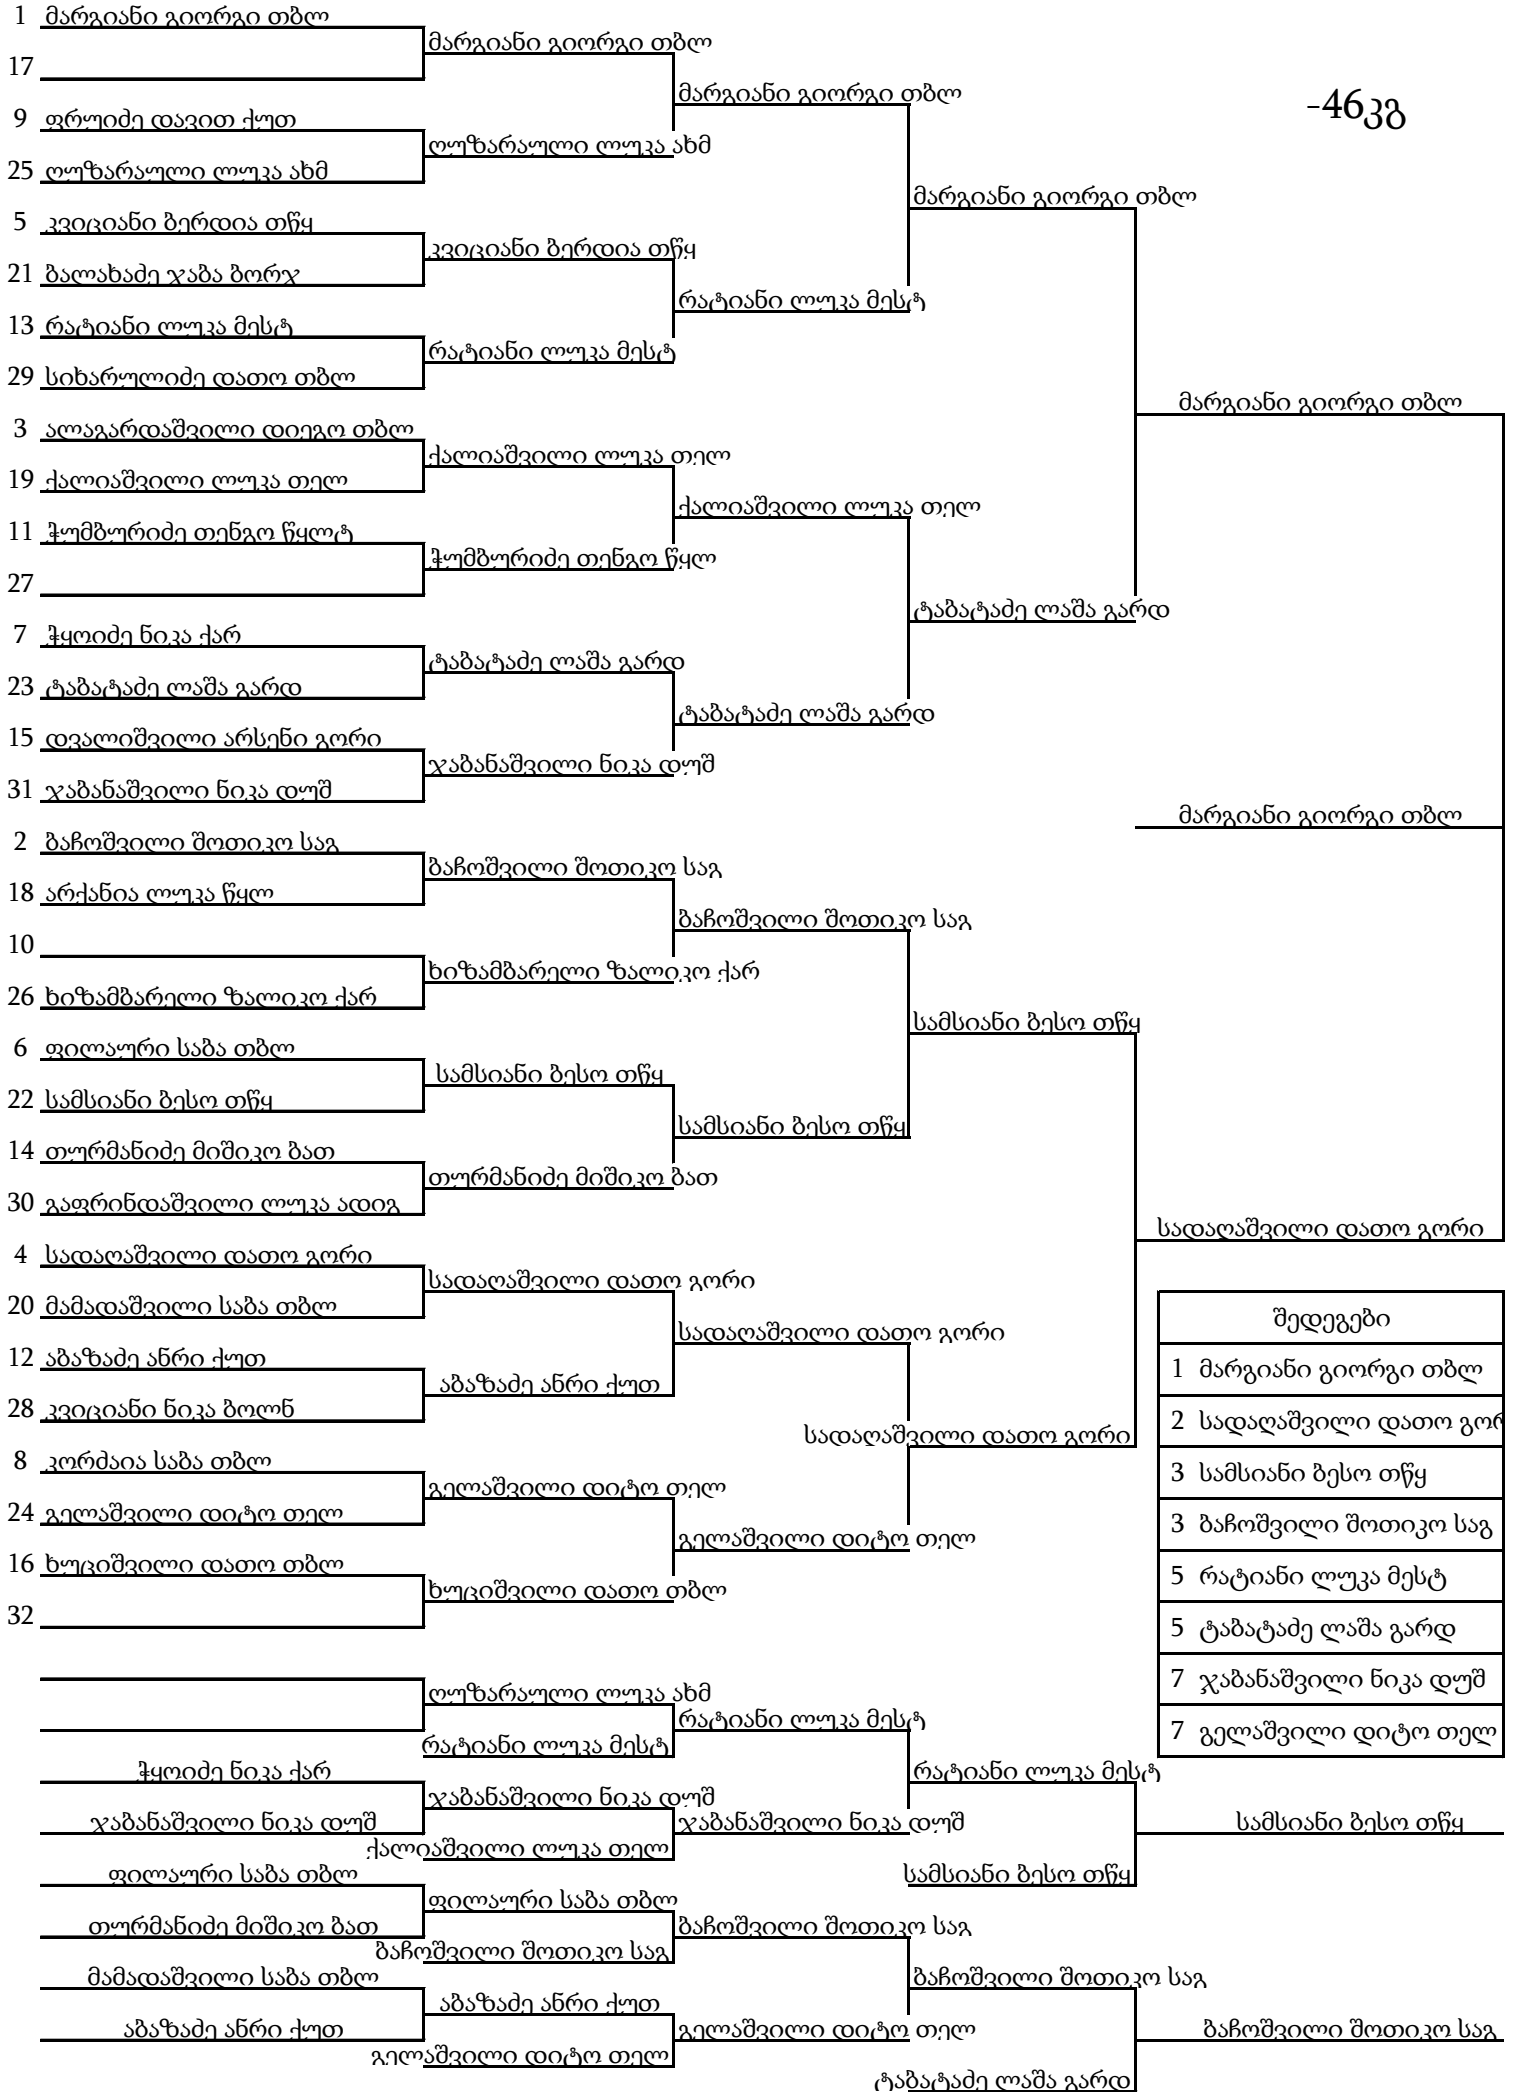 -46კგ
1 მარგიანი გიორგი თბლ
17
9 ფრუიძე დავით ქუთ
25 ღუზარაული ლუკა ახმ
5 კვიციანი ბერდია თწყ
21 ბალახაძე ჯაბა ბორჯ
13 რატიანი ლუკა მესტ
29 სიხარულიძე დათო თბლ
3 ალაგარდაშვილი დიეგო თბლ
19 ქალიაშვილი ლუკა თელ
11 ჭუმბურიძე თენგო წყლტ
27
7 ჭყოიძე ნიკა ქარ
23 ტაბატაძე ლაშა გარდ
15 დვალიშვილი არსენი გორი
31 ჯაბანაშვილი ნიკა დუშ
2 ბაჩოშვილი შოთიკო საგ
18 არქანია ლუკა წყლ
10
26 ხიზამბარელი ზალიკო ქარ
6 ფილაური საბა თბლ
22 სამსიანი ბესო თწყ
14 თურმანიძე მიშიკო ბათ
30 გაფრინდაშვილი ლუკა ადიგ
4 სადაღაშვილი დათო გორი
20 მამადაშვილი საბა თბლ
12 აბაზაძე ანრი ქუთ
28 კვიციანი ნიკა ბოლნ
8 კორძაია საბა თბლ
24 გელაშვილი დიტო თელ
16 ხუციშვილი დათო თბლ
32
მარგიანი გიორგი თბლ
ღუზარაული ლუკა ახმ
კვიციანი ბერდია თწყ
რატიანი ლუკა მესტ
ქალიაშვილი ლუკა თელ
ჭუმბურიძე თენგო წყლ
ტაბატაძე ლაშა გარდ
ჯაბანაშვილი ნიკა დუშ
ბაჩოშვილი შოთიკო საგ
ხიზამბარელი ზალიკო ქარ
სამსიანი ბესო თწყ
თურმანიძე მიშიკო ბათ
სადაღაშვილი დათო გორი
აბაზაძე ანრი ქუთ
გელაშვილი დიტო თელ
ხუციშვილი დათო თბლ
მარგიანი გიორგი თბლ
რატიანი ლუკა მესტ
ქალიაშვილი ლუკა თელ
ტაბატაძე ლაშა გარდ
ბაჩოშვილი შოთიკო საგ
სამსიანი ბესო თწყ
სადაღაშვილი დათო გორი
გელაშვილი დიტო თელ
მარგიანი გიორგი თბლ
ტაბატაძე ლაშა გარდ
სამსიანი ბესო თწყ
სადაღაშვილი დათო გორი
მარგიანი გიორგი თბლ
მარგიანი გიორგი თბლ
სადაღაშვილი დათო გორი
შედეგები
1 მარგიანი გიორგი თბლ
2 სადაღაშვილი დათო გორ
3 სამსიანი ბესო თწყ
3 ბაჩოშვილი შოთიკო საგ
5 რატიანი ლუკა მესტ
5 ტაბატაძე ლაშა გარდ
7 ჯაბანაშვილი ნიკა დუშ
7 გელაშვილი დიტო თელ
ჭყოიძე ნიკა ქარ
ჯაბანაშვილი ნიკა დუშ
ფილაური საბა თბლ
თურმანიძე მიშიკო ბათ
მამადაშვილი საბა თბლ
აბაზაძე ანრი ქუთ
ღუზარაული ლუკა ახმ
რატიანი ლუკა მესტ
ჯაბანაშვილი ნიკა დუშ
ქალიაშვილი ლუკა თელ
ფილაური საბა თბლ
ბაჩოშვილი შოთიკო საგ
აბაზაძე ანრი ქუთ
გელაშვილი დიტო თელ
რატიანი ლუკა მესტ
ჯაბანაშვილი ნიკა დუშ
ბაჩოშვილი შოთიკო საგ
გელაშვილი დიტო თელ
რატიანი ლუკა მესტ
სამსიანი ბესო თწყ
ბაჩოშვილი შოთიკო საგ
ტაბატაძე ლაშა გარდ
სამსიანი ბესო თწყ
ბაჩოშვილი შოთიკო საგ